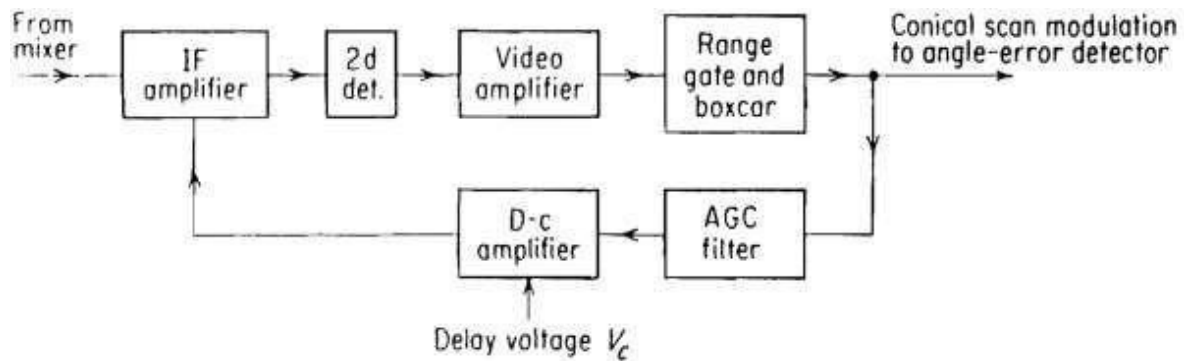 From
mixer
IF
amplifier
2d
det.
Video
amplifier
Range
gate and
boxcar
Conical scan modulation
to angle-error detector
D-c
amplifier
AGC
filter
Delay voltage V_c